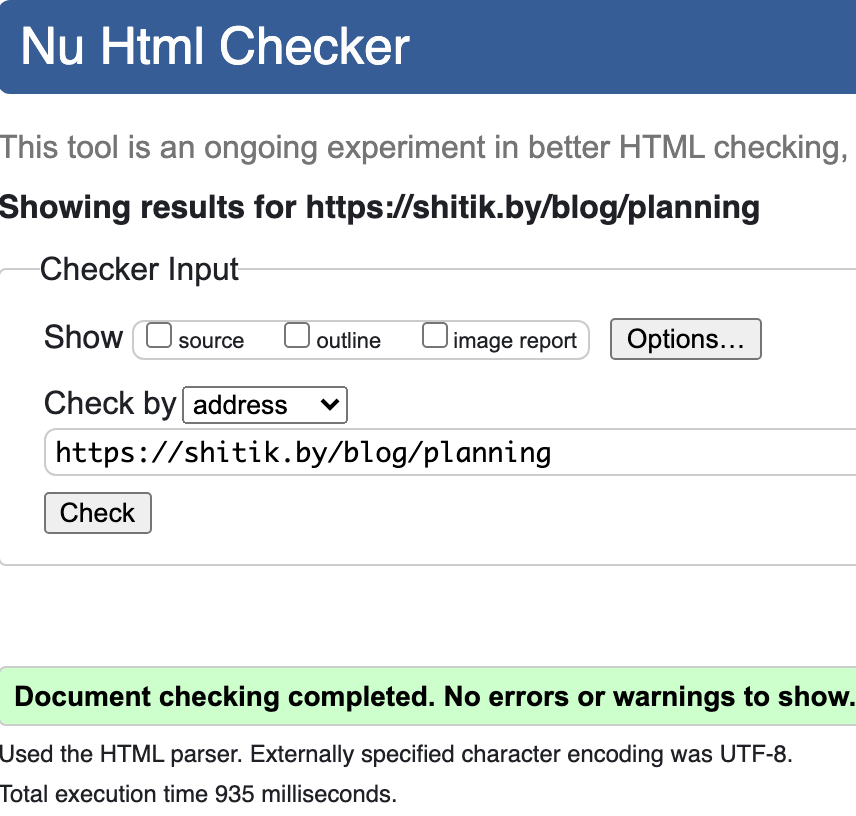 Nu Html Checker
This tool is an ongoing experiment in better HTML checking,
Showing results for https://shitik.by/blog/planning
Checker Input
Show source outline image report Options...
Check by address
https://shitik.by/blog/planning
Check
Document checking completed. No errors or warnings to show.
Used the HTML parser. Externally specified character encoding was UTF-8.
Total execution time 935 milliseconds.